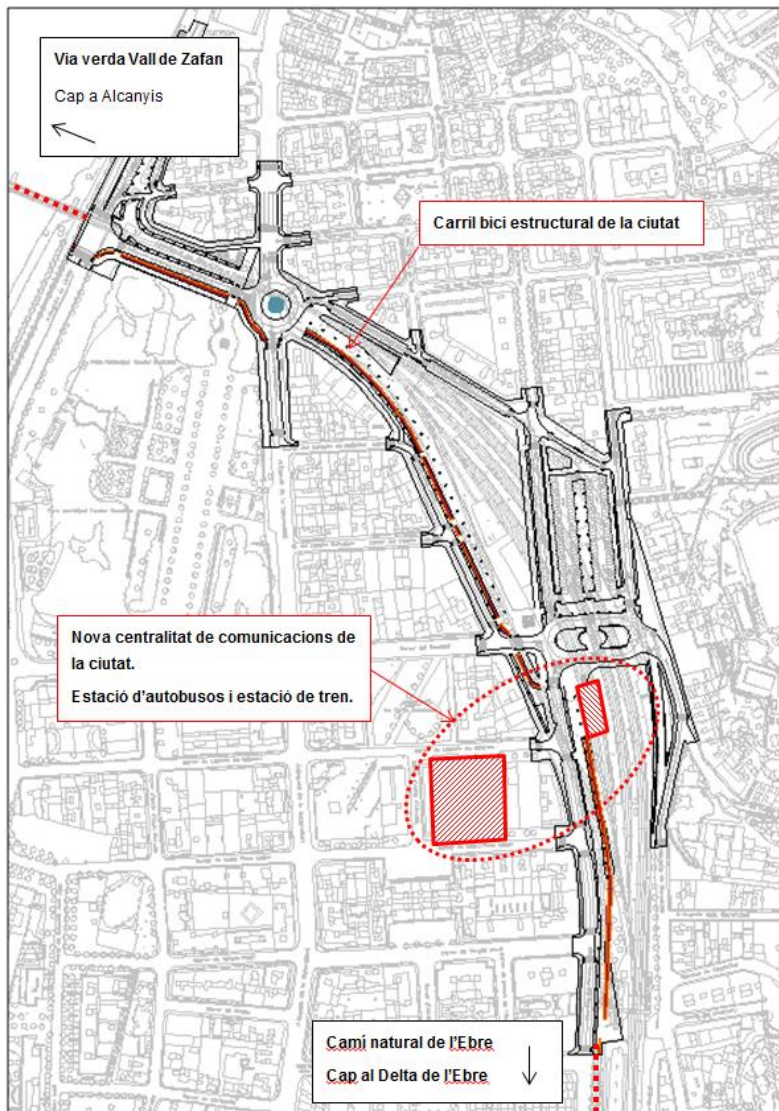 Via verda Vall de Zafan
Cap a Alcanyis
Carril bici estructural de la ciutat
Nova centralitat de comunicacions de
la ciutat.
Estació d'autobusos i estació de tren.
Camí natural de l'Ebre
Cap al Delta de l'Ebre